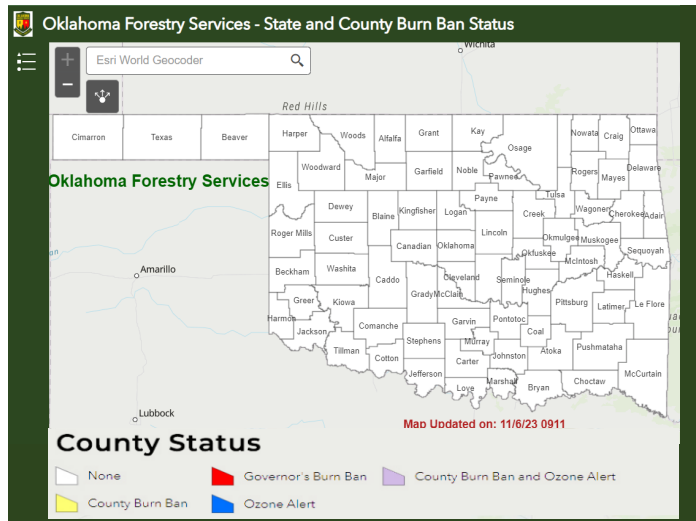 Oklahoma Forestry Services - State and County Burn Ban Status
Wichita
+
Esri World Geocoder
−
Red Hills
Cimarron Texas Beaver Harper Woods Alfalfa Grant Kay Osage Nowata Craig Ottawa
Woodward Major Garfield Noble Pawnee Rogers Mayes Delaware
Oklahoma Forestry Services
Ellis Tulsa
Dewey Blaine Kingfisher Logan Payne Creek Wagoner Cherokee Adair
Roger Mills Custer Canadian Oklahoma Lincoln Okmulgee Muskogee Sequoyah
Okfuskee McIntosh
Amarillo
Beckham Washita Caddo Cleveland Seminole Hughes Haskell
Greer Kiowa Grady McClain Pittsburg Latimer Le Flore
Harmon Jackson Comanche Garvin Pontotoc Coal
Tillman Cotton Stephens Murray Johnston Atoka Pushmataha
Jefferson Carter McCurtain
Love Marshall Bryan Choctaw
Lubbock
Map Updated on: 11/6/23 0911
County Status
None Governor's Burn Ban County Burn Ban and Ozone Alert
County Burn Ban Ozone Alert